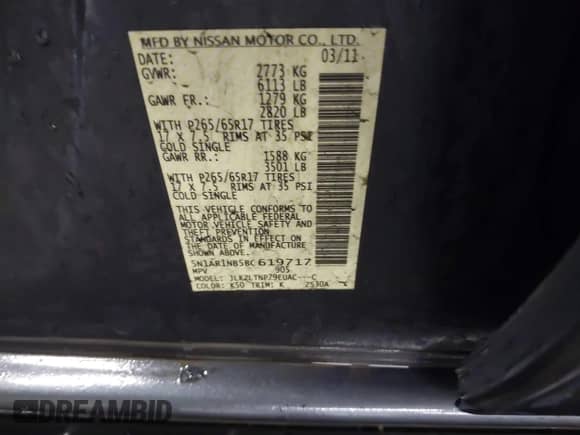 MFD BY NISSAN MOTOR CO., LTD.
DATE: 03/11
GVWR: 2773 KG
6113 LB
GAWR FR.: 1279 KG
2820 LB
WITH P265/65R17 TIRES
17 X 7.5 RIMS AT 35 PSI
COLD SINGLE
GAWR RR.: 1588 KG
3501 LB
WITH P265/65R17 TIRES
17 X 7.5 RIMS AT 35 PSI
COLD SINGLE
THIS VEHICLE CONFORMS TO
ALL APPLICABLE FEDERAL
MOTOR VEHICLE SAFETY AND
THEFT PREVENTION
STANDARDS IN EFFECT ON
THE DATE OF MANUFACTURE
SHOWN ABOVE.
5N1AR1NB5BC619717
MPV 905
MODEL: JLKZLTNPZ9EUAC---C
COLOR: K50 TRIM: K 2530A
DREAMBID